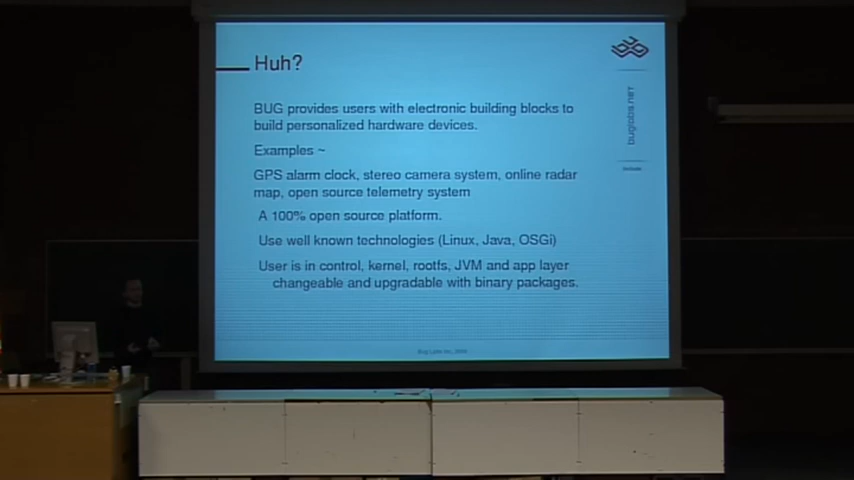 Huh?
BUG provides users with electronic building blocks to
build personalized hardware devices.
Examples ~
GPS alarm clock, stereo camera system, online radar
map, open source telemetry system
A 100% open source platform.
Use well known technologies (Linux, Java, OSGi)
User is in control, kernel, rootfs, JVM and app layer
changeable and upgradable with binary packages.
buglabs.net